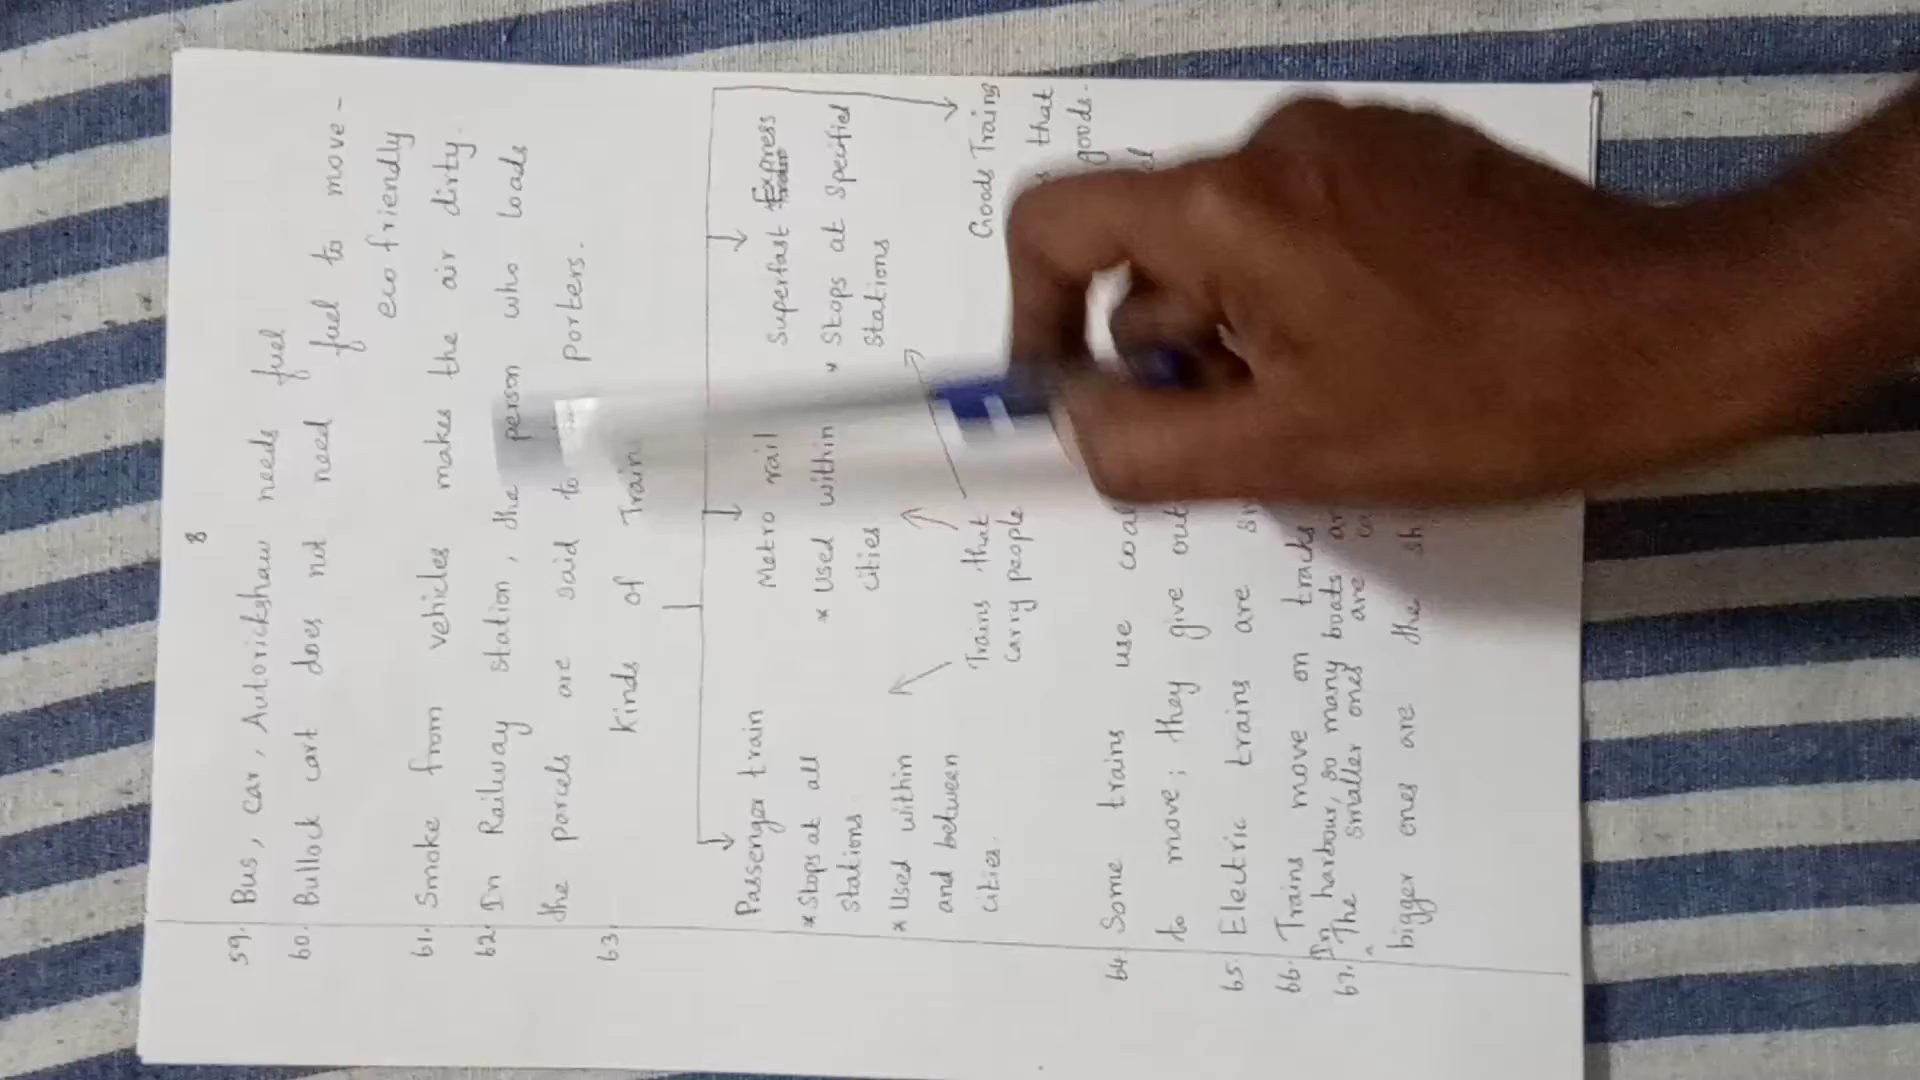 8
59. Bus, car, Autorickshaw needs fuel
60. Bullock cart does not need fuel to move -
eco friendly
61. Smoke from vehicles makes the air dirty.
62. In Railway station, the person who loads
the parcels are said to porters.
63. Kinds of Train
Passenger train
* Stops at all
stations
* Used within
and between
cities.
Metro rail
* Used within
cities
Superfast Express
* Stops at Specified
Stations
Trains that
carry people
Goods Trains
that
goods.
64. Some trains use coal
to move; they give out
65. Electric trains are
66. Trains move on tracks
67. In harbour, so many boats
The smaller ones are
bigger ones are the